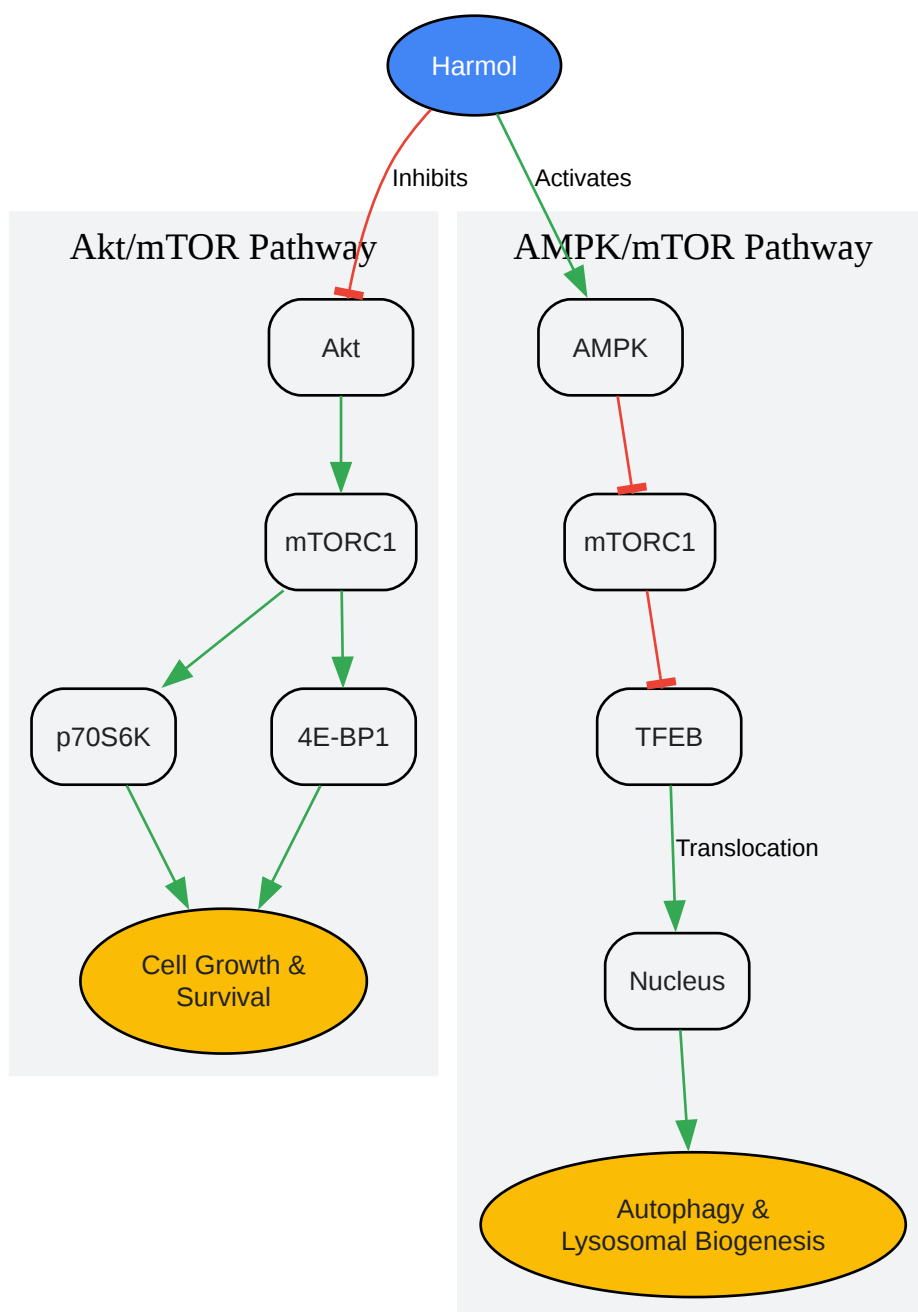 Harmol
Inhibits
Activates
Akt/mTOR Pathway
AMPK/mTOR Pathway
Akt
AMPK
mTORC1
mTORC1
p70S6K
4E-BP1
TFEB
Translocation
Cell Growth &
Survival
Nucleus
Autophagy &
Lysosomal Biogenesis